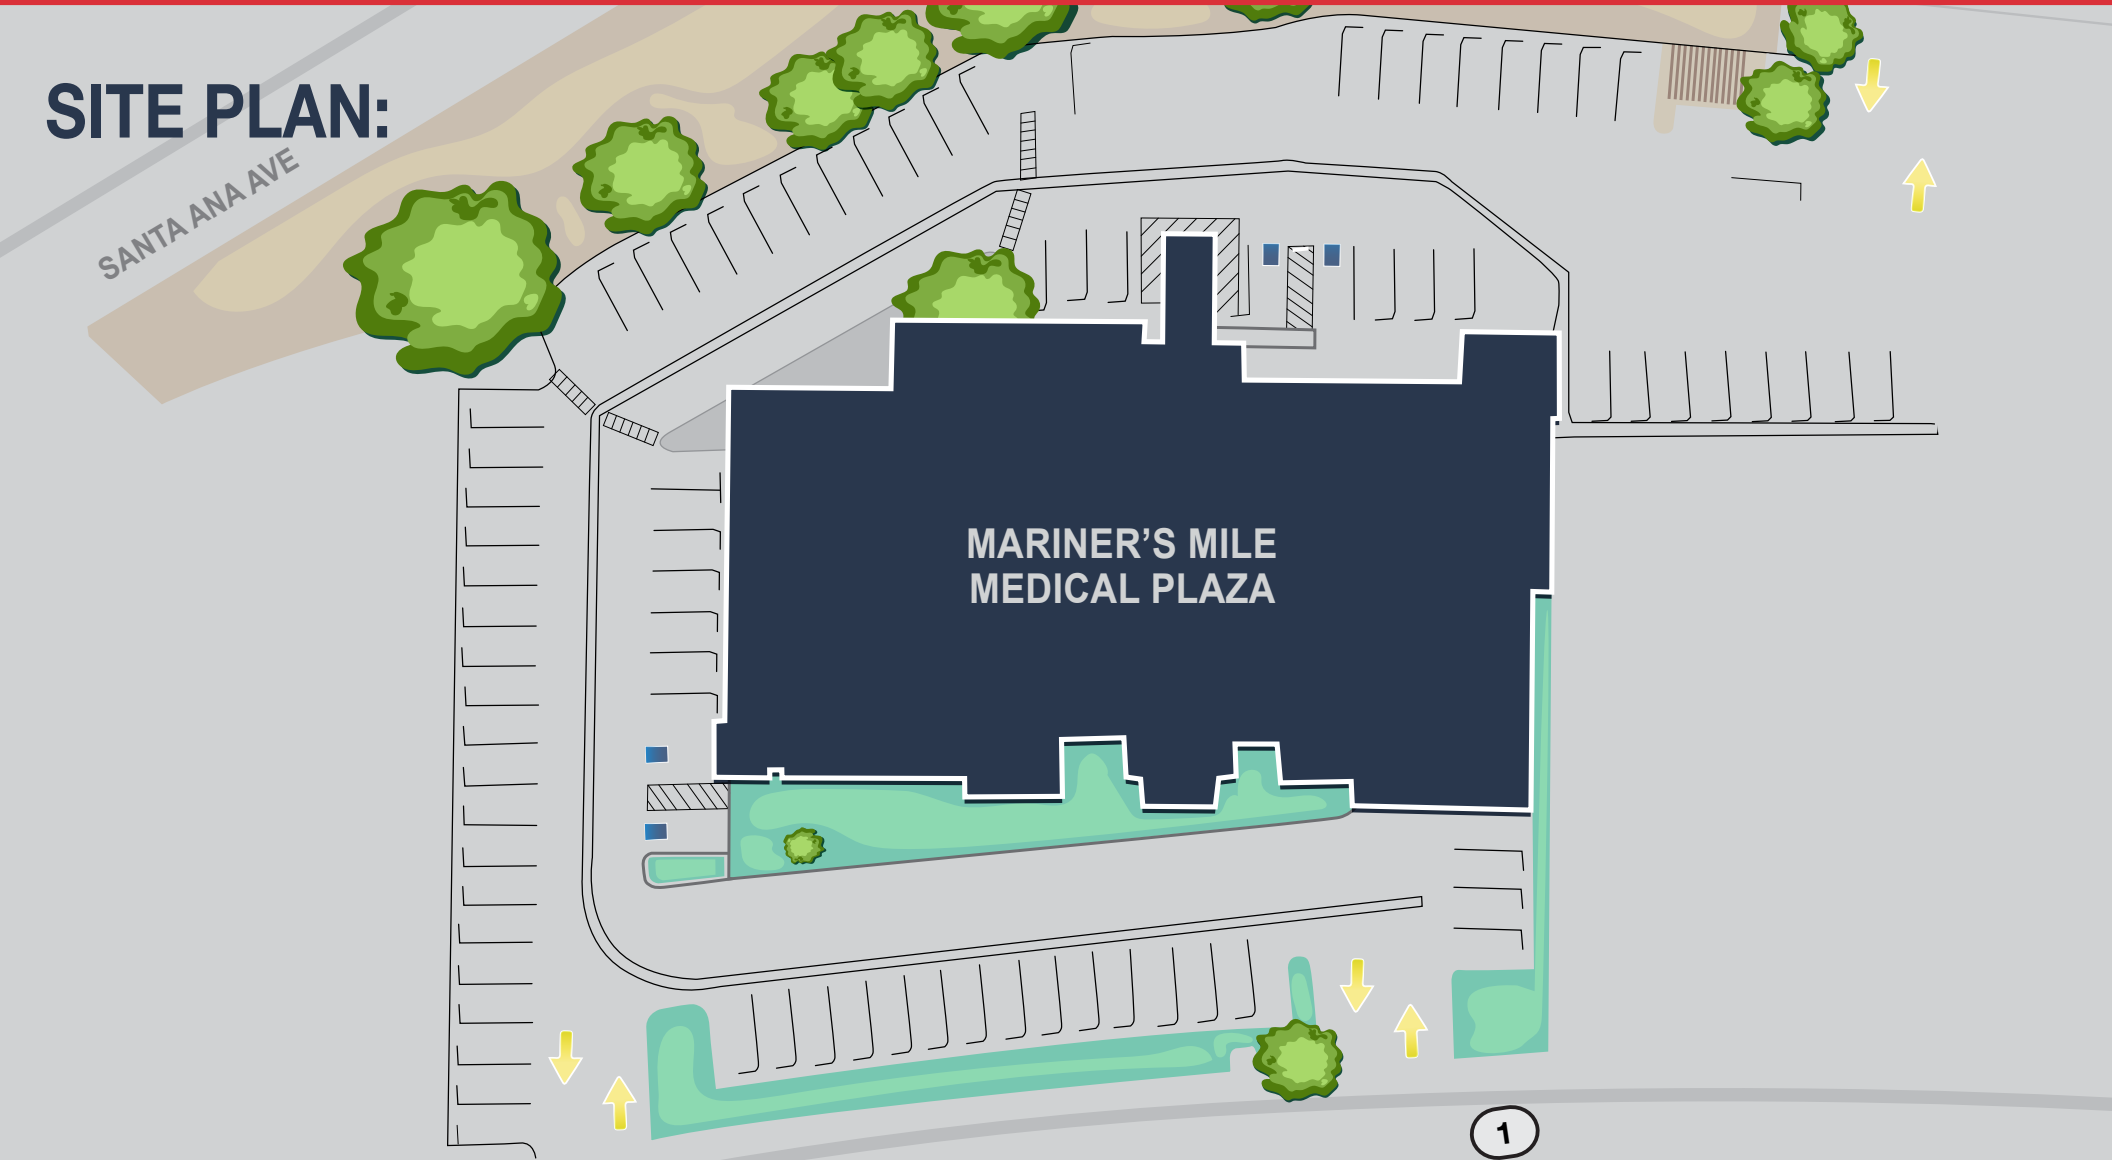 SITE PLAN:
SANTA ANA AVE
MARINER’S MILE
MEDICAL PLAZA
1